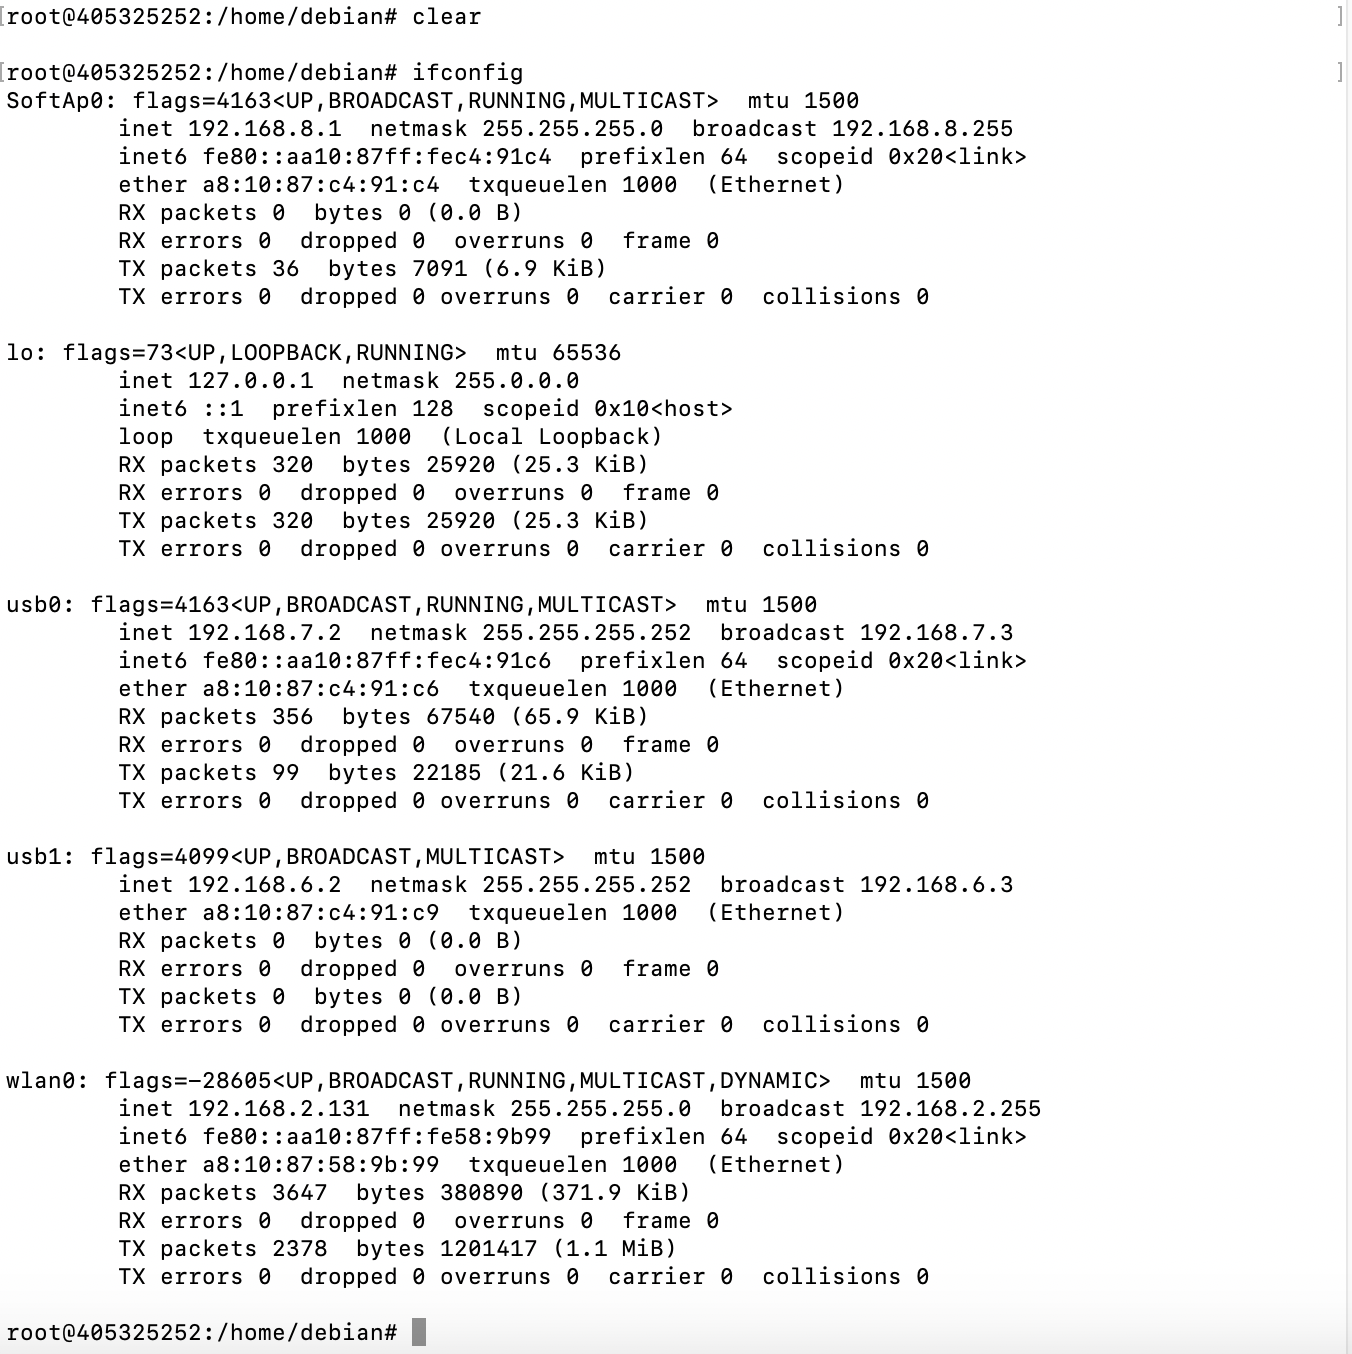 [root@405325252:/home/debian# clear ]
[root@405325252:/home/debian# ifconfig ]
SoftAp0: flags=4163<UP,BROADCAST,RUNNING,MULTICAST>  mtu 1500
        inet 192.168.8.1  netmask 255.255.255.0  broadcast 192.168.8.255
        inet6 fe80::aa10:87ff:fec4:91c4  prefixlen 64  scopeid 0x20<link>
        ether a8:10:87:c4:91:c4  txqueuelen 1000  (Ethernet)
        RX packets 0  bytes 0 (0.0 B)
        RX errors 0  dropped 0  overruns 0  frame 0
        TX packets 36  bytes 7091 (6.9 KiB)
        TX errors 0  dropped 0 overruns 0  carrier 0  collisions 0

lo: flags=73<UP,LOOPBACK,RUNNING>  mtu 65536
        inet 127.0.0.1  netmask 255.0.0.0
        inet6 ::1  prefixlen 128  scopeid 0x10<host>
        loop  txqueuelen 1000  (Local Loopback)
        RX packets 320  bytes 25920 (25.3 KiB)
        RX errors 0  dropped 0  overruns 0  frame 0
        TX packets 320  bytes 25920 (25.3 KiB)
        TX errors 0  dropped 0 overruns 0  carrier 0  collisions 0

usb0: flags=4163<UP,BROADCAST,RUNNING,MULTICAST>  mtu 1500
        inet 192.168.7.2  netmask 255.255.255.252  broadcast 192.168.7.3
        inet6 fe80::aa10:87ff:fec4:91c6  prefixlen 64  scopeid 0x20<link>
        ether a8:10:87:c4:91:c6  txqueuelen 1000  (Ethernet)
        RX packets 356  bytes 67540 (65.9 KiB)
        RX errors 0  dropped 0  overruns 0  frame 0
        TX packets 99  bytes 22185 (21.6 KiB)
        TX errors 0  dropped 0 overruns 0  carrier 0  collisions 0

usb1: flags=4099<UP,BROADCAST,MULTICAST>  mtu 1500
        inet 192.168.6.2  netmask 255.255.255.252  broadcast 192.168.6.3
        ether a8:10:87:c4:91:c9  txqueuelen 1000  (Ethernet)
        RX packets 0  bytes 0 (0.0 B)
        RX errors 0  dropped 0  overruns 0  frame 0
        TX packets 0  bytes 0 (0.0 B)
        TX errors 0  dropped 0 overruns 0  carrier 0  collisions 0

wlan0: flags=-28605<UP,BROADCAST,RUNNING,MULTICAST,DYNAMIC>  mtu 1500
        inet 192.168.2.131  netmask 255.255.255.0  broadcast 192.168.2.255
        inet6 fe80::aa10:87ff:fe58:9b99  prefixlen 64  scopeid 0x20<link>
        ether a8:10:87:58:9b:99  txqueuelen 1000  (Ethernet)
        RX packets 3647  bytes 380890 (371.9 KiB)
        RX errors 0  dropped 0  overruns 0  frame 0
        TX packets 2378  bytes 1201417 (1.1 MiB)
        TX errors 0  dropped 0 overruns 0  carrier 0  collisions 0

root@405325252:/home/debian#